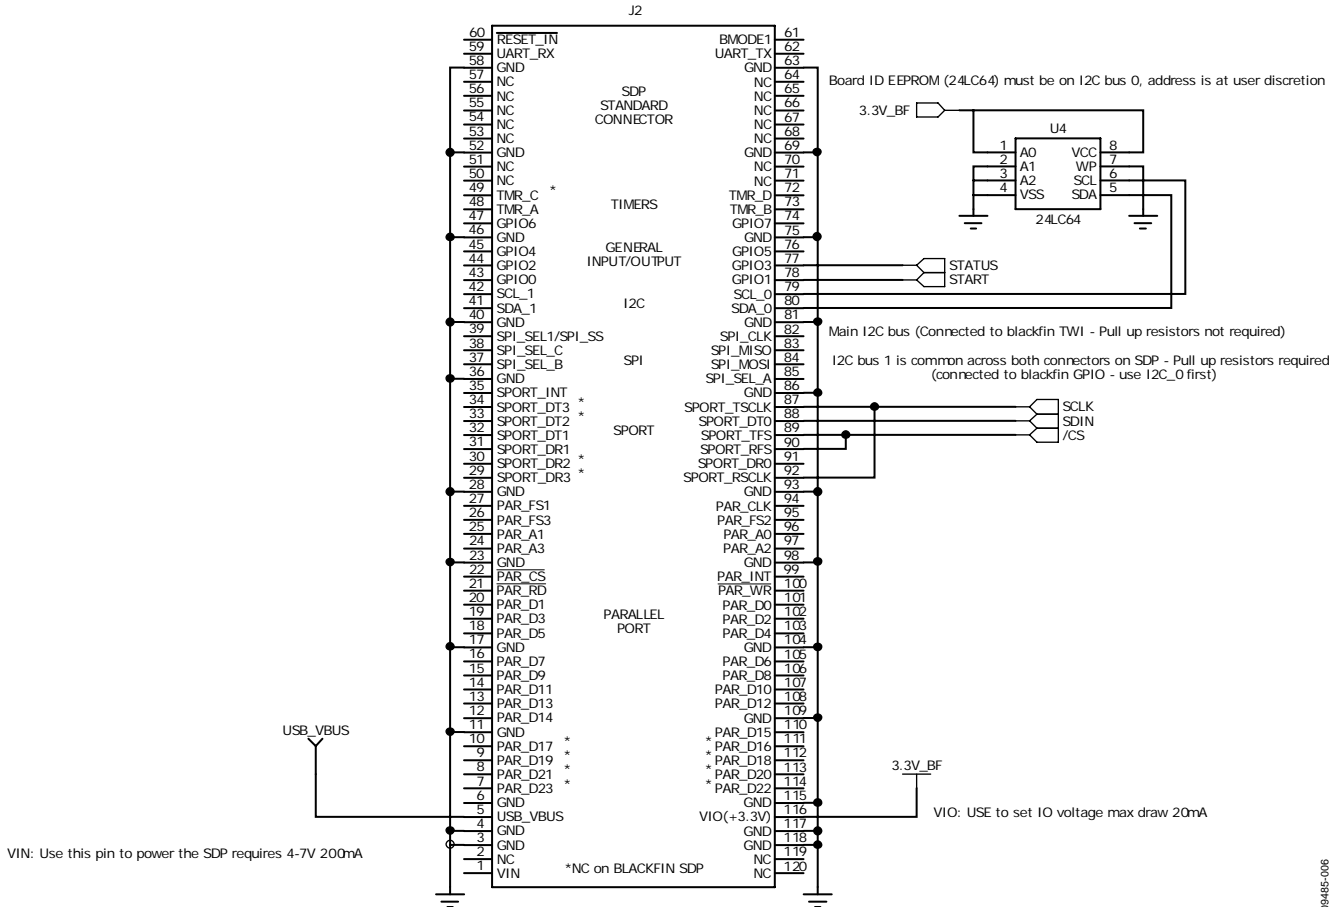 J2
60 RESET_IN BMODE1 61
59 UART_RX UART_TX 62
58 GND GND 63
57 NC NC 64
56 NC NC 65
55 NC NC 66
54 NC NC 67
53 NC NC 68
52 GND GND 69
51 NC NC 70
50 NC NC 71
49 TMR_C * TMR_D 72
48 TMR_A TMR_B 73
47 GPIO6 GPIO7 74
46 GND GND 75
45 GPIO4 GPIO5 76
44 GPIO2 GPIO3 77
43 GPIO0 GPIO1 78
42 SCL_1 SCL_0 79
41 SDA_1 SDA_0 80
40 GND GND 81
39 SPI_SEL1/SPI_SS SPI_CLK 82
38 SPI_SEL_C SPI_MISO 83
37 SPI_SEL_B SPI_MOSI 84
36 GND SPI_SEL_A 85
35 SPORT_INT GND 86
34 SPORT_DT3 * SPORT_TSCLK 87
33 SPORT_DT2 * SPORT_DT0 88
32 SPORT_DT1 SPORT_TFS 89
31 SPORT_DR1 SPORT_RFS 90
30 SPORT_DR2 * SPORT_DR0 91
29 SPORT_DR3 * SPORT_RSCLK 92
28 GND GND 93
27 PAR_FS1 PAR_CLK 94
26 PAR_FS3 PAR_FS2 95
25 PAR_A1 PAR_A0 96
24 PAR_A3 PAR_A2 97
23 GND GND 98
22 PAR_CS PAR_INT 99
21 PAR_RD PAR_WR 100
20 PAR_D1 PAR_D0 101
19 PAR_D3 PAR_D2 102
18 PAR_D5 PAR_D4 103
17 GND GND 104
16 PAR_D7 PAR_D6 105
15 PAR_D9 PAR_D8 106
14 PAR_D11 PAR_D10 107
13 PAR_D13 PAR_D12 108
12 PAR_D14 GND 109
11 GND PAR_D15 110
10 PAR_D17 * * PAR_D16 111
9 PAR_D19 * * PAR_D18 112
8 PAR_D21 * * PAR_D20 113
7 PAR_D23 * * PAR_D22 114
6 GND GND 115
5 USB_VBUS VIO(+3.3V) 116
4 GND GND 117
3 GND GND 118
2 NC NC 119
1 VIN NC 120
SDP
STANDARD
CONNECTOR
TIMERS
GENERAL
INPUT/OUTPUT
I2C
SPI
SPORT
PARALLEL
PORT
*NC on BLACKFIN SDP
USB_VBUS
VIN: Use this pin to power the SDP requires 4-7V 200mA
Board ID EEPROM (24LC64) must be on I2C bus 0, address is at user discretion
3.3V_BF
U4
1 A0 VCC 8
2 A1 WP 7
3 A2 SCL 6
4 VSS SDA 5
24LC64
STATUS
START
Main I2C bus (Connected to blackfin TWI - Pull up resistors not required)
I2C bus 1 is common across both connectors on SDP - Pull up resistors required
(connected to blackfin GPIO - use I2C_0 first)
SCLK
SDIN
/CS
3.3V_BF
VIO: USE to set IO voltage max draw 20mA
09485-006